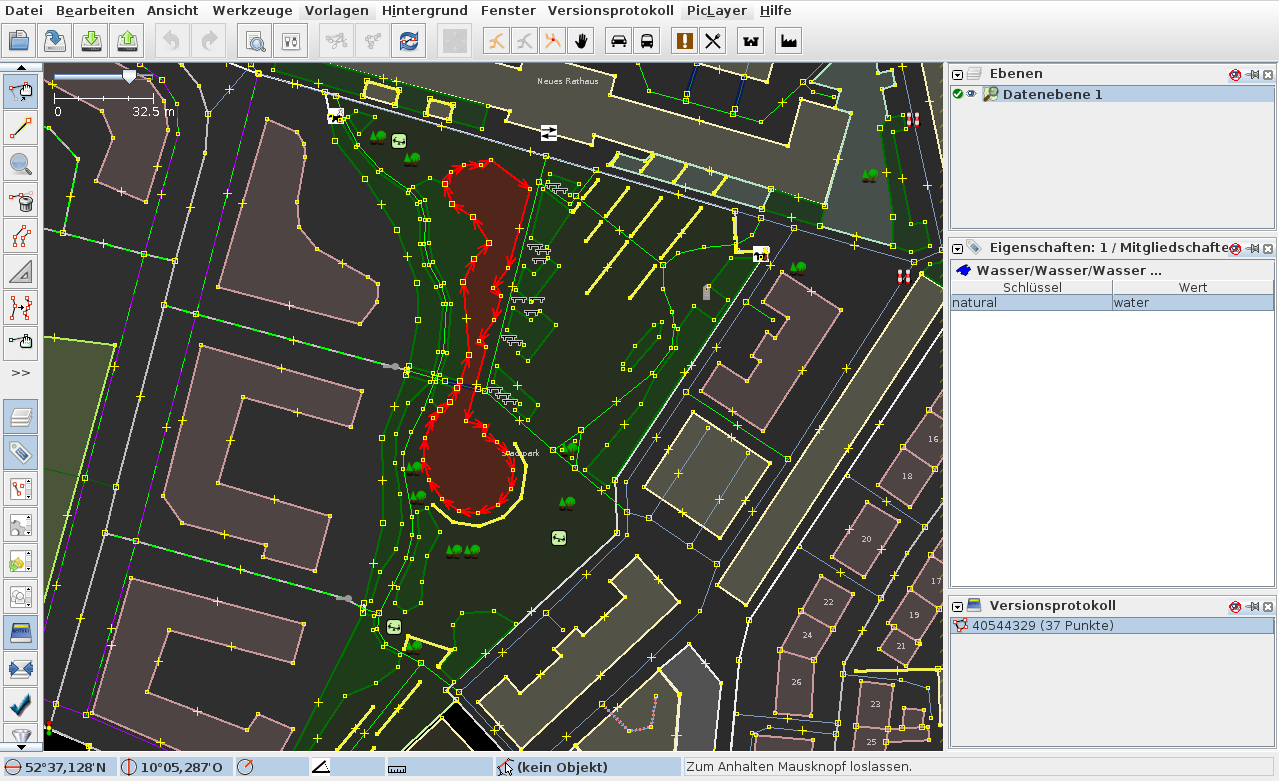 Datei Bearbeiten Ansicht Werkzeuge Vorlagen Hintergrund Fenster Versionsprotokoll PicLayer Hilfe
0 32.5 m
Neues Rathaus
Stadtpark
16
18
20
17
22
19
24
21
26
23
25
>>
Ebenen
Datenebene 1
Eigenschaften: 1 / Mitgliedschafte
Wasser/Wasser/Wasser ...
Schlüssel Wert
natural water
Versionsprotokoll
40544329 (37 Punkte)
52°37,128'N 10°05,287'O (kein Objekt) Zum Anhalten Mausknopf loslassen.